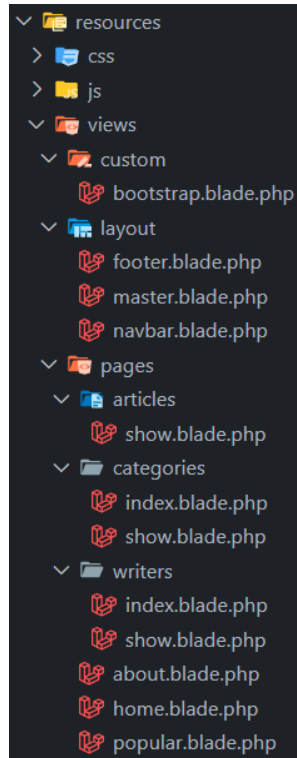 resources
css
js
views
custom
bootstrap.blade.php
layout
footer.blade.php
master.blade.php
navbar.blade.php
pages
articles
show.blade.php
categories
index.blade.php
show.blade.php
writers
index.blade.php
show.blade.php
about.blade.php
home.blade.php
popular.blade.php